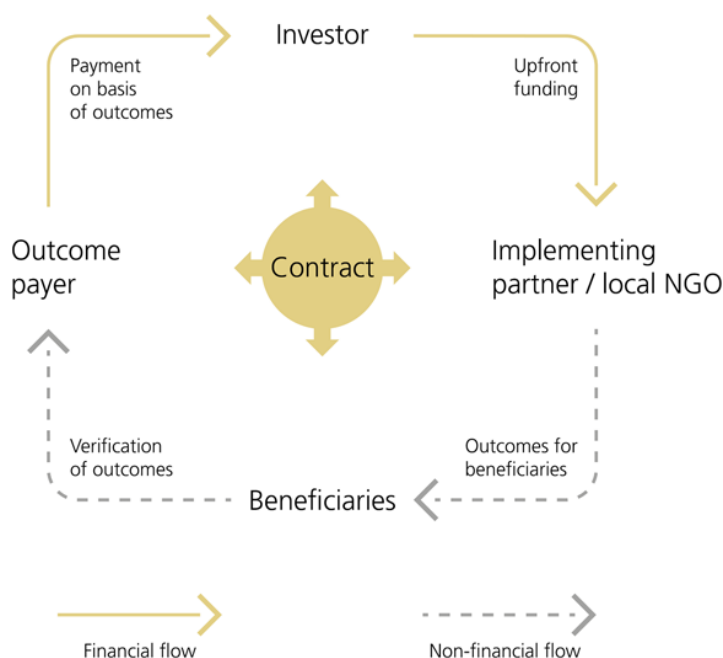 Investor
Payment
on basis
of outcomes
Upfront
funding
Outcome
payer
Contract
Implementing
partner / local NGO
Verification
of outcomes
Outcomes for
beneficiaries
Beneficiaries
Financial flow
Non-financial flow